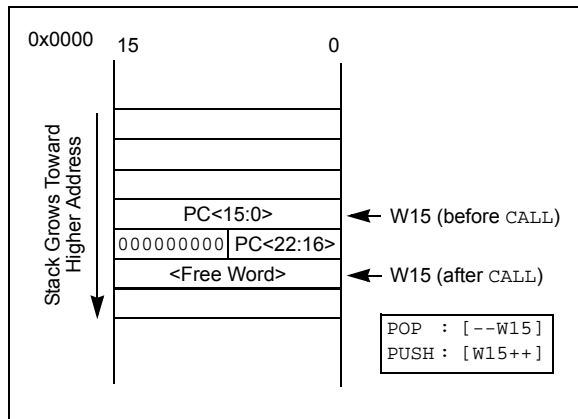 0x0000
15 0
Stack Grows Toward
Higher Address
PC<15:0>
W15 (before CALL)
000000000 PC<22:16>
<Free Word>
W15 (after CALL)
POP : [--W15]
PUSH : [W15++]